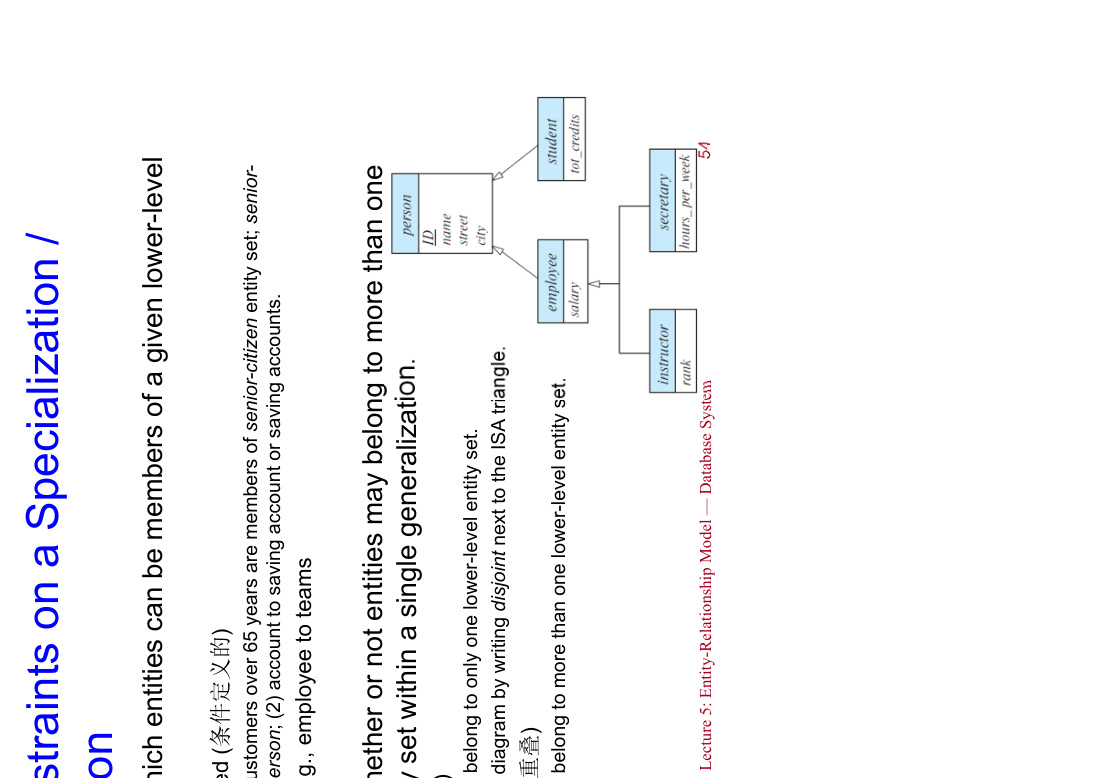 straints on a Specialization /
on
hich entities can be members of a given lower-level
ed (条件定义的)
ustomers over 65 years are members of senior-citizen entity set; senior-
erson; (2) account to saving account or saving accounts.
g., employee to teams
hether or not entities may belong to more than one
y set within a single generalization.
)
belong to only one lower-level entity set.
diagram by writing disjoint next to the ISA triangle.
重叠)
belong to more than one lower-level entity set.
person
ID
name
street
city
employee
salary
student
tot_credits
instructor
rank
secretary
hours_per_week
Lecture 5: Entity-Relationship Model — Database System
54